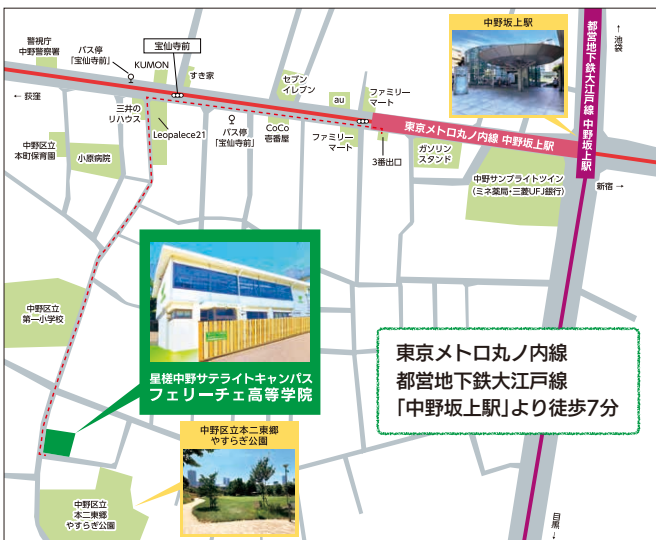 警視庁
中野警察署
バス停
「宝仙寺前」
KUMON
宝仙寺前
すき家
セブン
イレブン
au
ファミリー
マート
中野坂上駅
都営地下鉄大江戸線 中野坂上駅
↑
池袋
← 荻窪
三井の
リハウス
Leopalece21
バス停
「宝仙寺前」
CoCo
壱番屋
ファミリー
マート
東京メトロ丸ノ内線 中野坂上駅
3番出口
ガソリン
スタンド
中野サンブライトツイン
(ミネ薬局・三菱UFJ銀行)
新宿 →
中野区立
本町保育園
小原病院
中野区立
第一小学校
星槎中野サテライトキャンパス
フェリーチェ高等学院
東京メトロ丸ノ内線
都営地下鉄大江戸線
「中野坂上駅」より徒歩7分
中野区立本二東郷
やすらぎ公園
中野区立
本二東郷
やすらぎ公園
目黒
↓